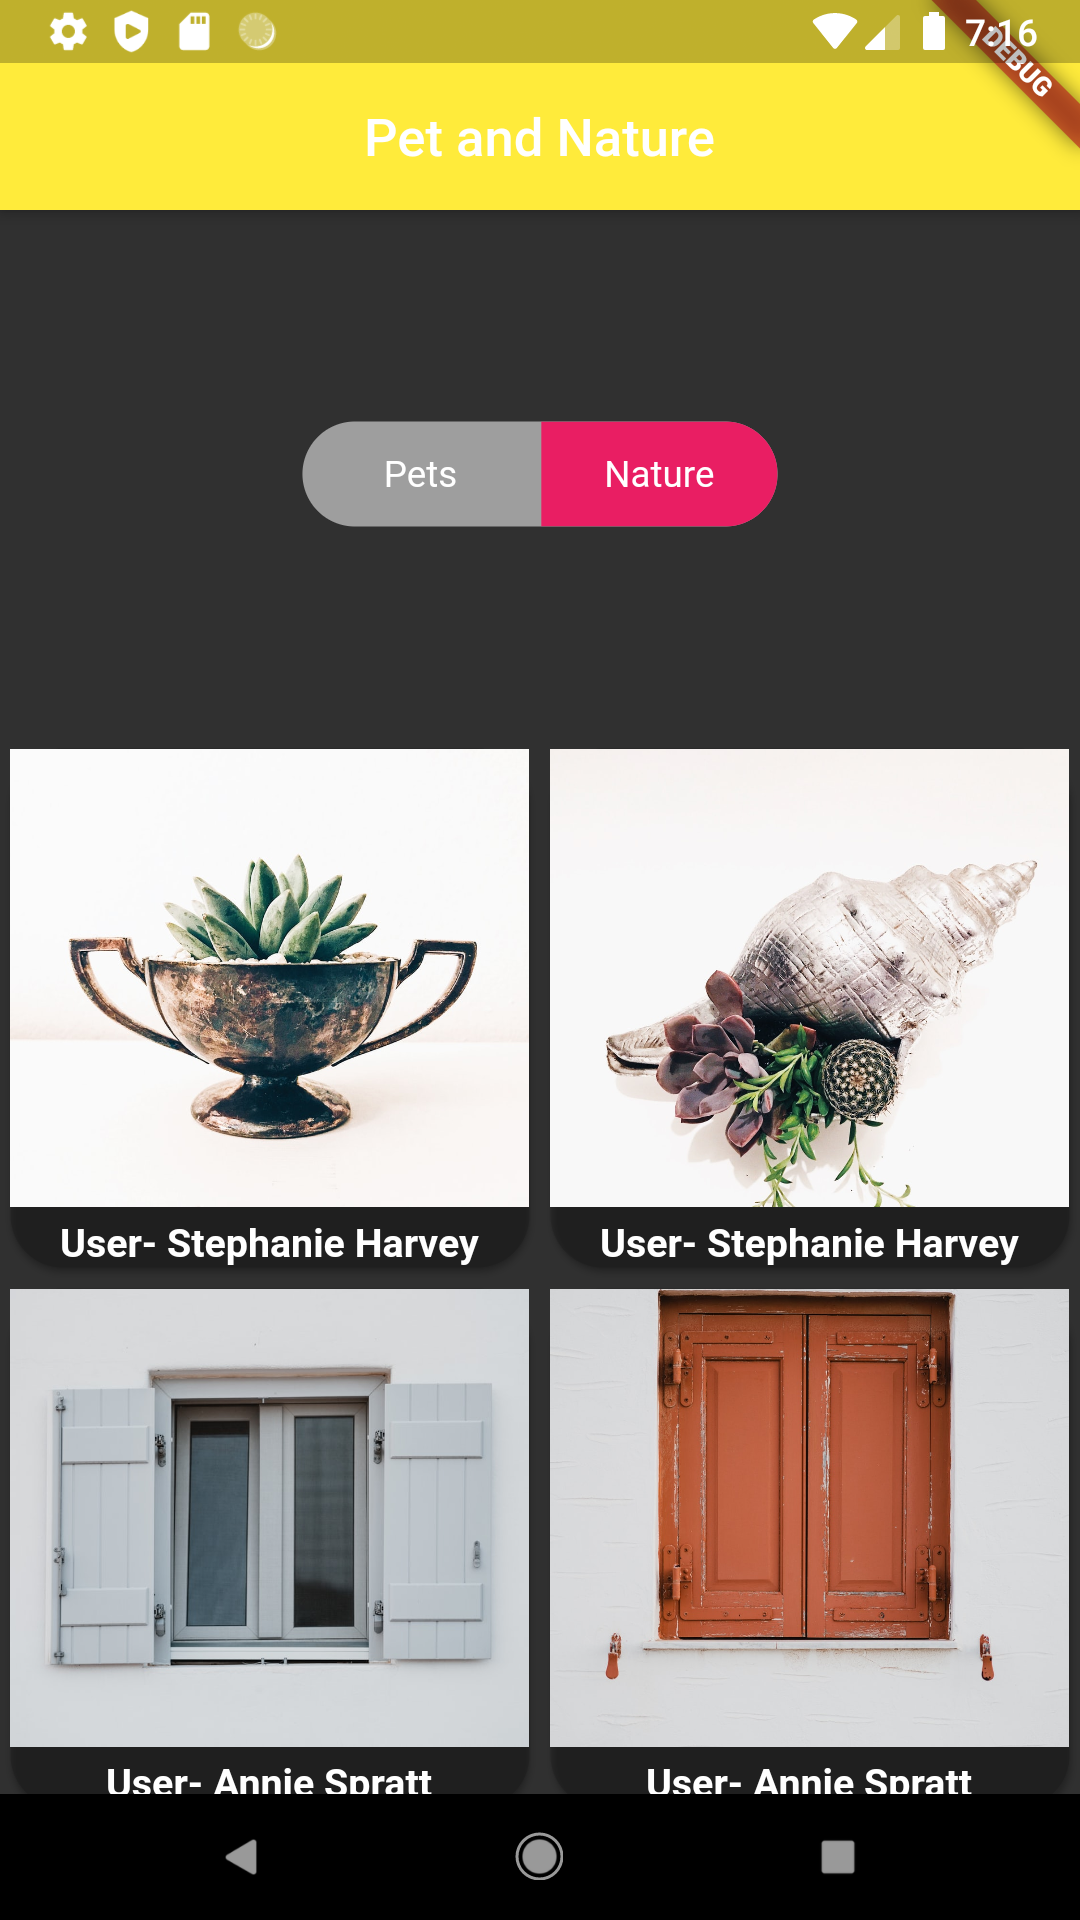 7:16
DEBUG
Pet and Nature
Pets Nature
User- Stephanie Harvey User- Stephanie Harvey
User- Annie Spratt User- Annie Spratt